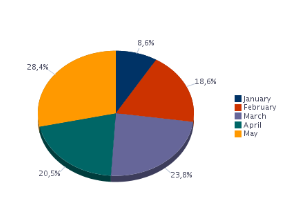 8,6%
18,6%
23,8%
20,5%
28,4%
January
February
March
April
May